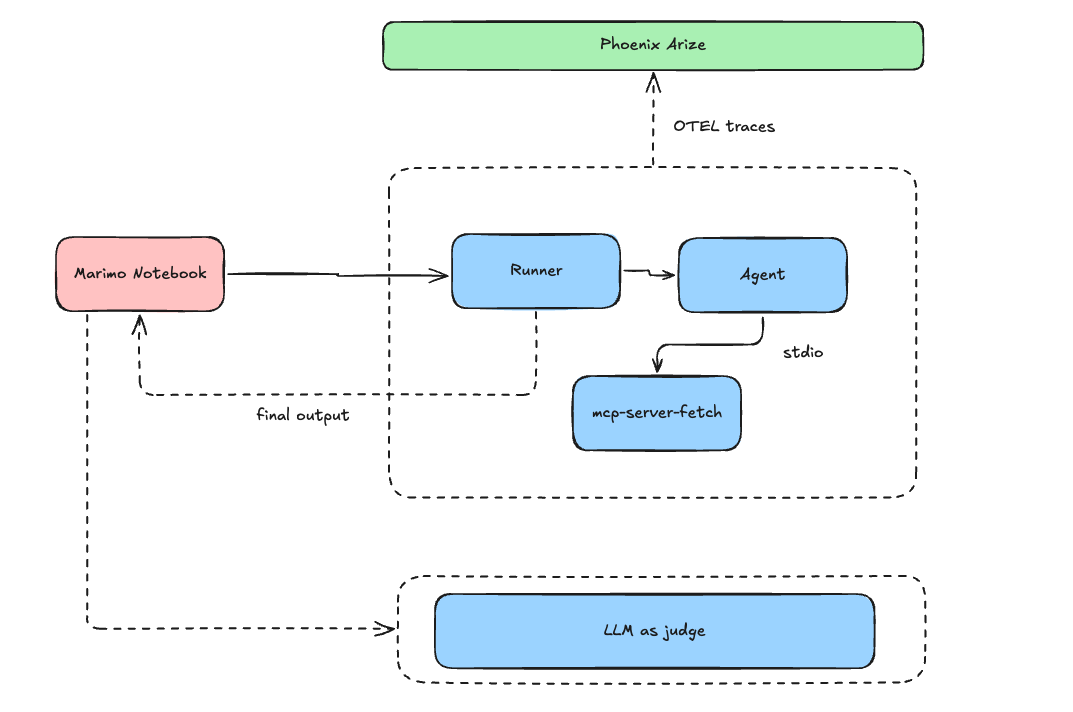 Phoenix Arize
OTEL traces
Marimo Notebook
Runner
Agent
stdio
mcp-server-fetch
final output
LLM as judge